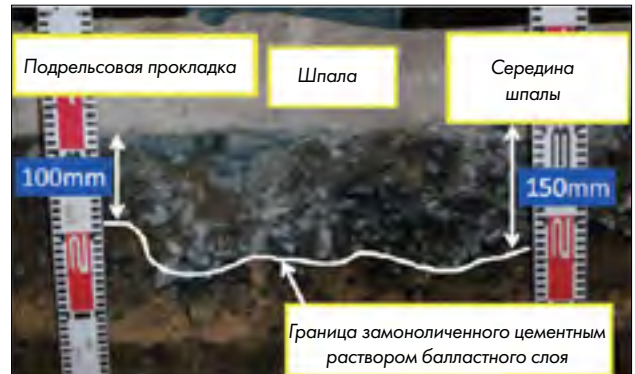 Подрельсовая прокладка
Шпала
Середина
шпалы
100mm
150mm
Граница замоноличенного цементным
раствором балластного слоя